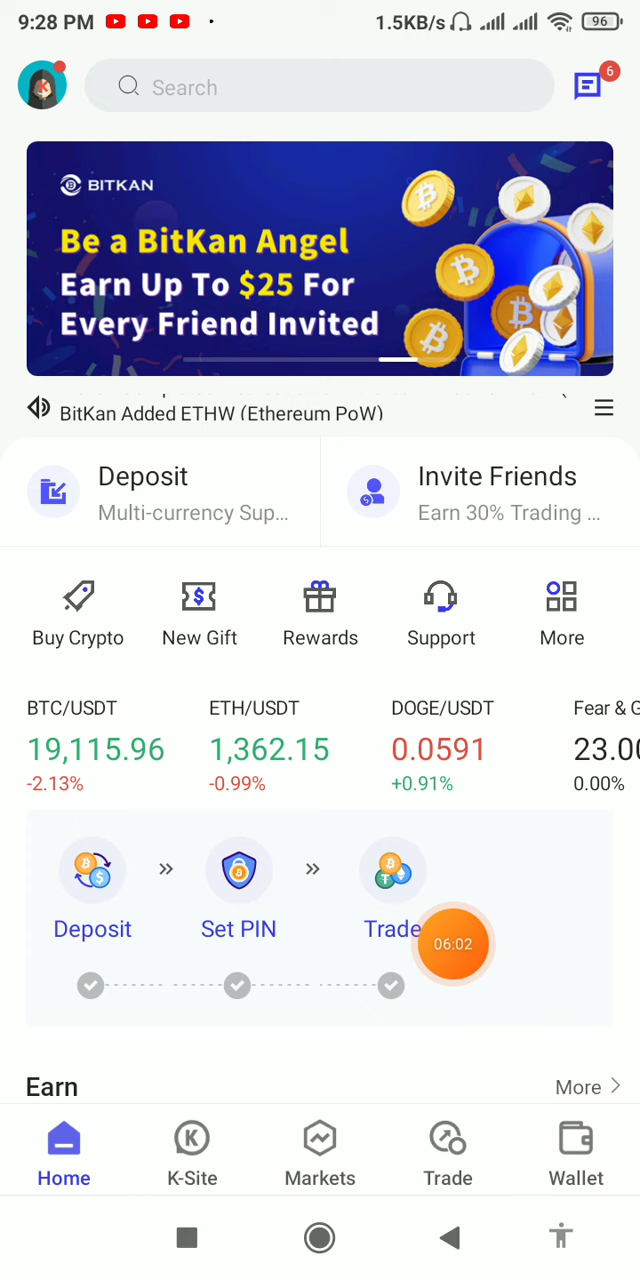 9:28 PM
1.5KB/s
96
Search
6
BITKAN
Be a BitKan Angel
Earn Up To $25 For
Every Friend Invited
BitKan Added ETHW (Ethereum PoW)
Deposit
Multi-currency Sup...
Invite Friends
Earn 30% Trading ...
Buy Crypto
New Gift
Rewards
Support
More
BTC/USDT
ETH/USDT
DOGE/USDT
Fear & G
19,115.96
1,362.15
0.0591
23.00
-2.13%
-0.99%
+0.91%
0.00%
Deposit
Set PIN
Trade
06:02
Earn
More
Home
K-Site
Markets
Trade
Wallet